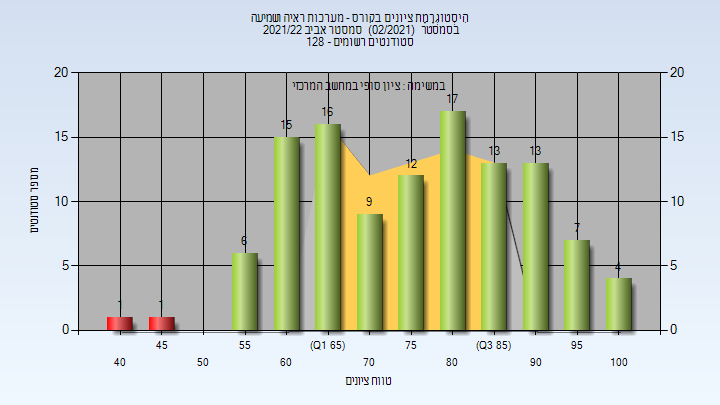 היסטוגרמת ציונים בקורס - מערכות ראיה ושמיעה
בסמסטר (02/2021) סמסטר אביב 2021/22
סטודנטים רשומים - 128
במשימה : ציון סופי במחשב המרכזי
מספר סטודנטים
20 20
15 15
10 10
5 5
0 0
1 1 6 15 16 9 12 17 13 13 7 4
45 55 (Q1 65) 75 (Q3 85) 95
40 50 60 70 80 90 100
טווח ציונים